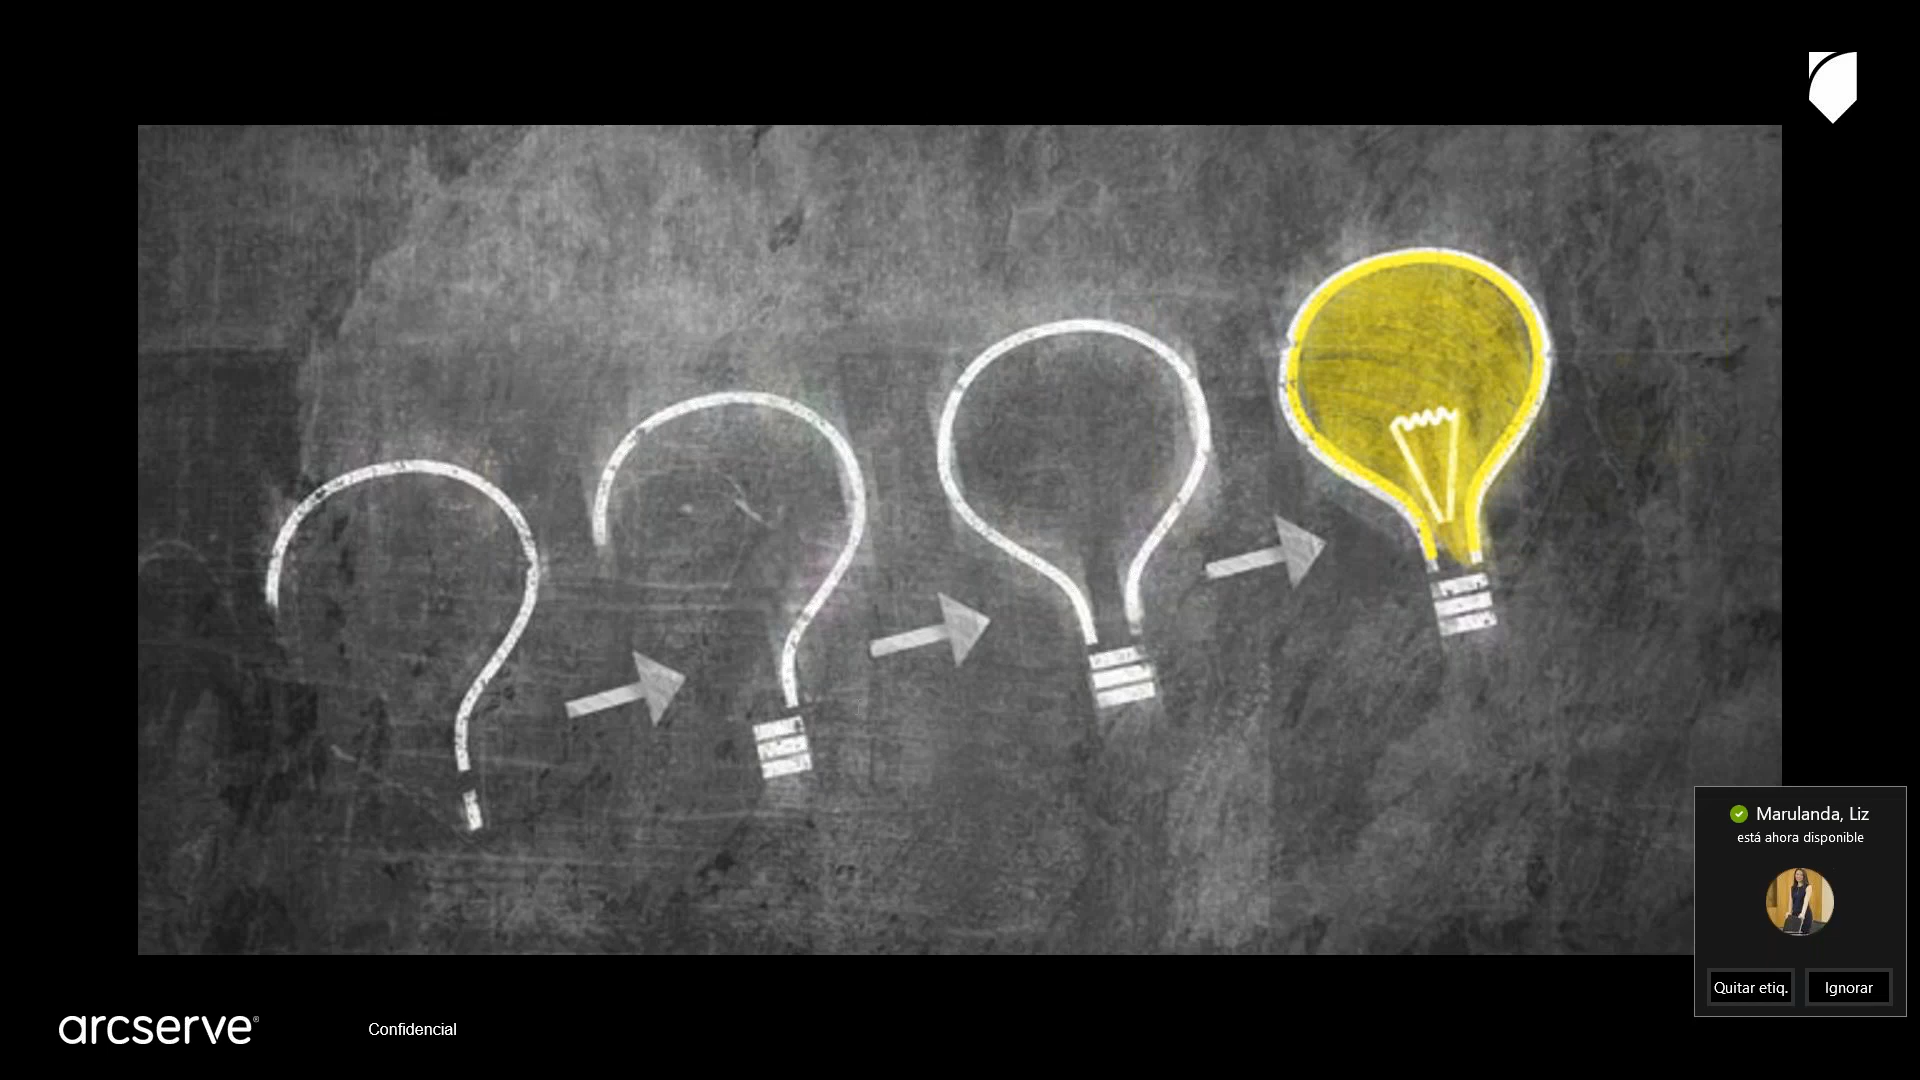 Marulanda, Liz
está ahora disponible
Quitar etiq.
Ignorar
arcserve®
Confidencial